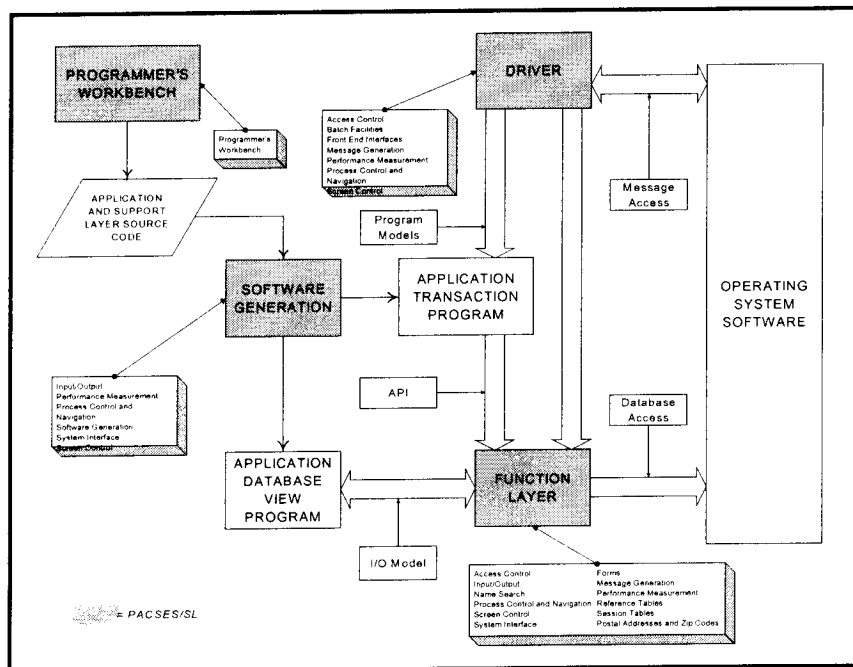 PROGRAMMER'S
WORKBENCH
Programmer's
Workbench
APPLICATION
AND SUPPORT
LAYER SOURCE
CODE
DRIVER
Access Control
Batch Facilities
Front End Interfaces
Message Generation
Performance Measurement
Process Control and
Navigation
Screen Control
Message
Access
Program
Models
SOFTWARE
GENERATION
APPLICATION
TRANSACTION
PROGRAM
OPERATING
SYSTEM
SOFTWARE
Input/Output
Performance Measurement
Process Control and
Navigation
Software Generation
System Interface
Screen Control
API
Database
Access
APPLICATION
DATABASE
VIEW
PROGRAM
FUNCTION
LAYER
I/O Model
Access Control
Input/Output
Name Search
Process Control and Navigation
Screen Control
System Interface
Forms
Message Generation
Performance Measurement
Reference Tables
Session Tables
Postal Addresses and Zip Codes
= PACSES/SL